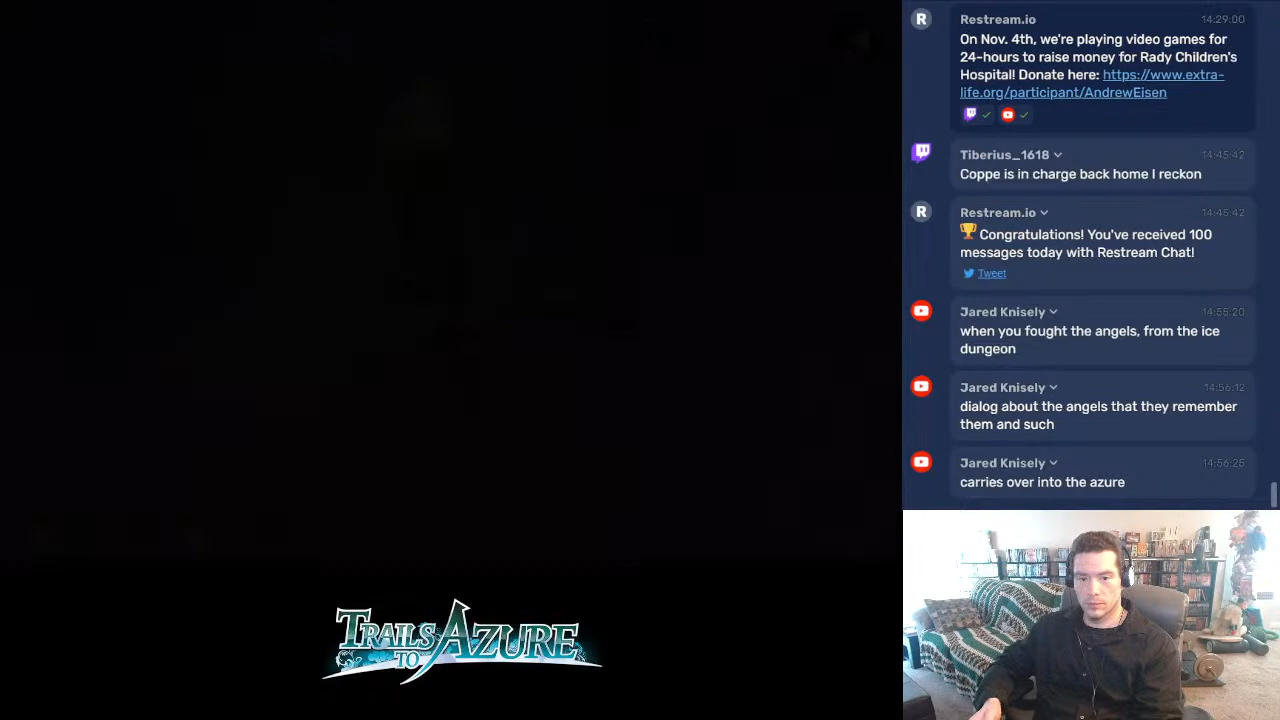 Restream.io 14:29:00
On Nov. 4th, we're playing video games for
24-hours to raise money for Rady Children's
Hospital! Donate here: https://www.extra-
life.org/participant/AndrewEisen
Tiberius_1618 14:45:42
Coppe is in charge back home I reckon
Restream.io 14:45:42
Congratulations! You've received 100
messages today with Restream Chat!
Tweet
Jared Knisely 14:55:20
when you fought the angels, from the ice
dungeon
Jared Knisely 14:56:12
dialog about the angels that they remember
them and such
Jared Knisely 14:56:25
carries over into the azure
TRAILS
TO AZURE